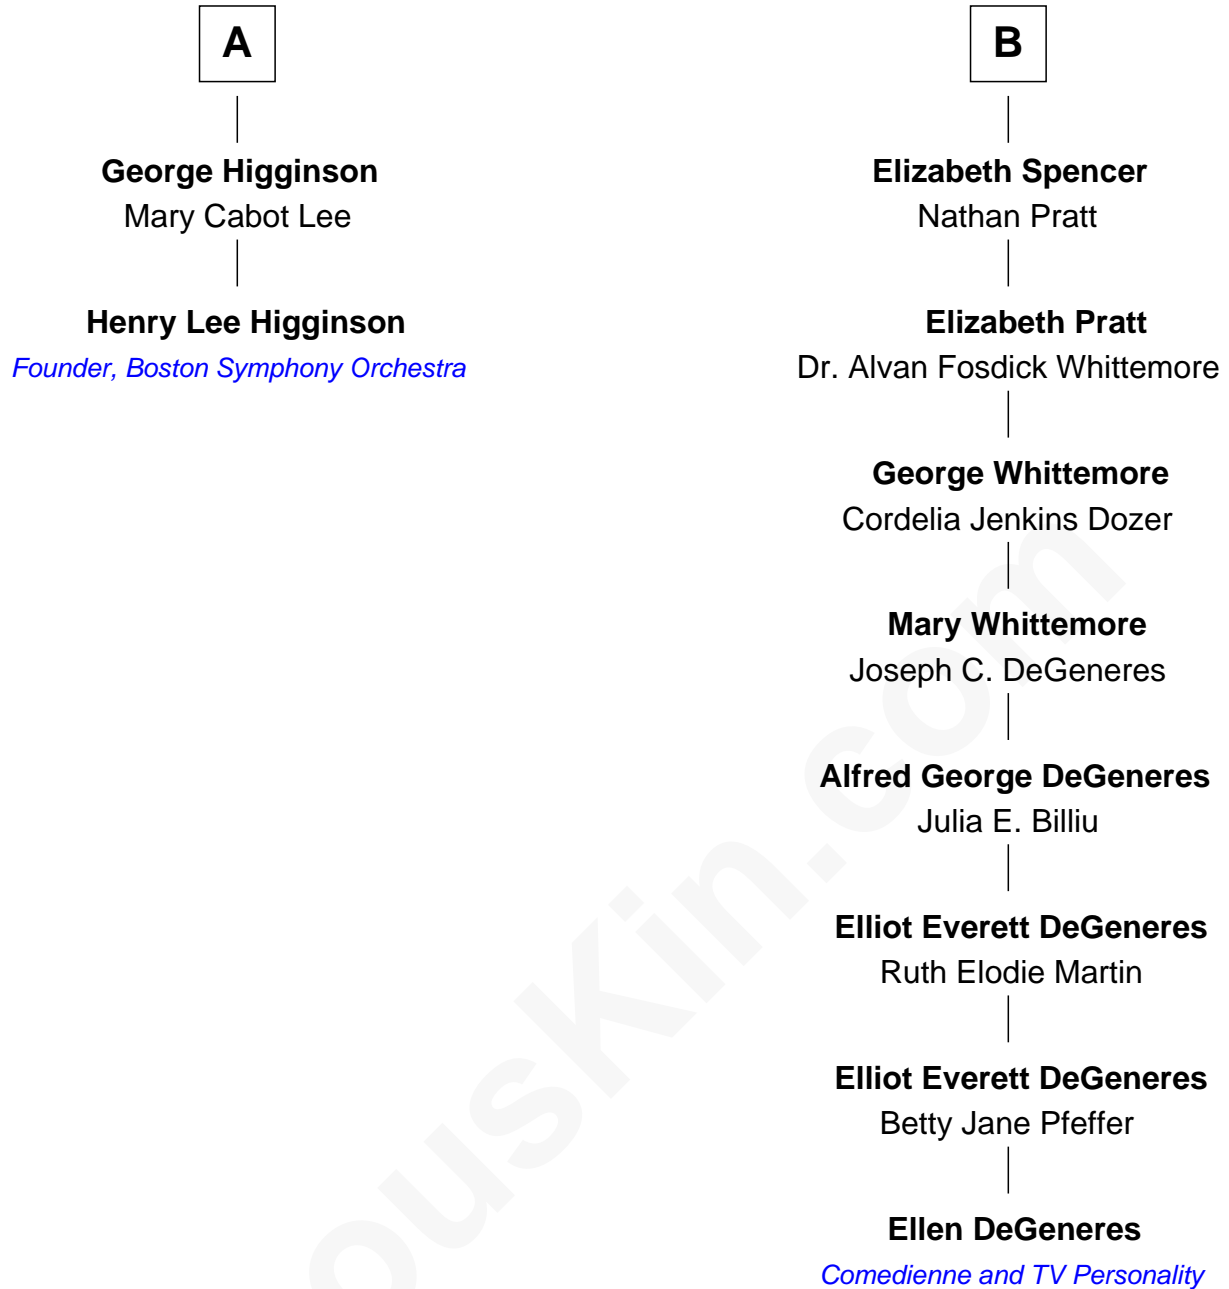 A
George Higginson
Mary Cabot Lee
Henry Lee Higginson
Founder, Boston Symphony Orchestra
B
Elizabeth Spencer
Nathan Pratt
Elizabeth Pratt
Dr. Alvan Fosdick Whittemore
George Whittemore
Cordelia Jenkins Dozer
Mary Whittemore
Joseph C. DeGeneres
Alfred George DeGeneres
Julia E. Billiu
Elliot Everett DeGeneres
Ruth Elodie Martin
Elliot Everett DeGeneres
Betty Jane Pfeffer
Ellen DeGeneres
Comedienne and TV Personality
ousKin.com